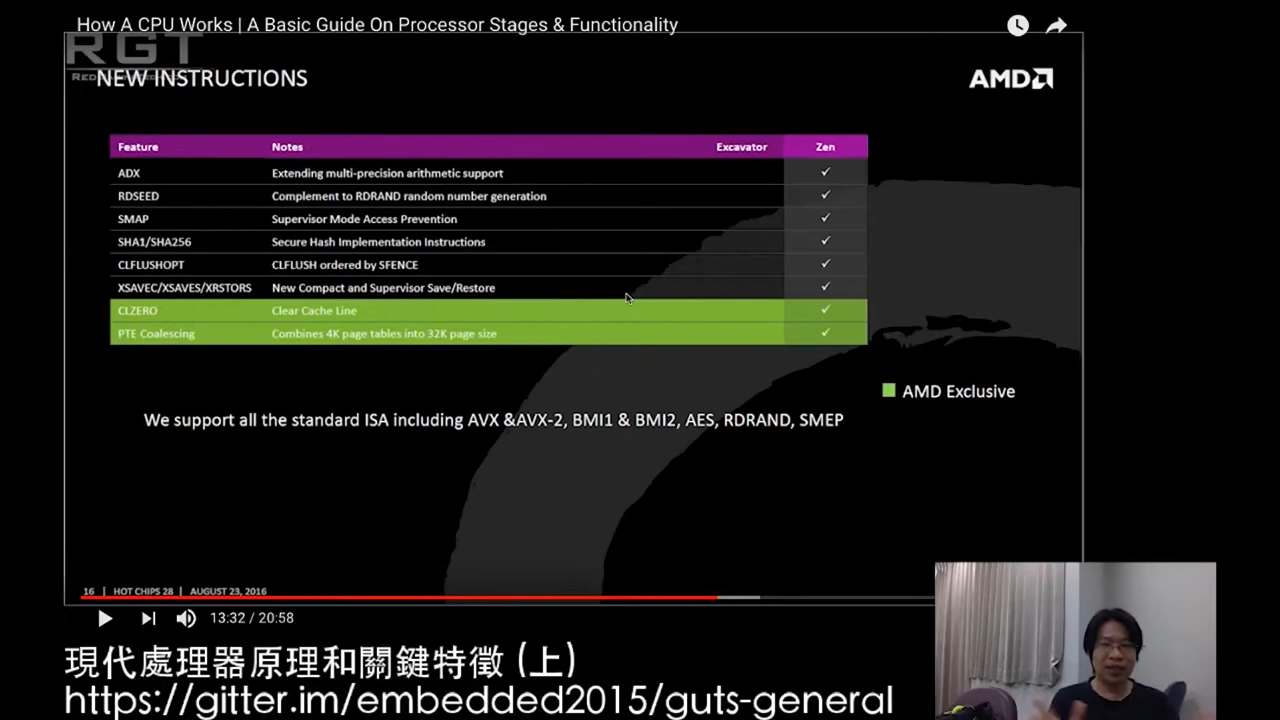 How A CPU Works | A Basic Guide On Processor Stages & Functionality
RGT
NEW INSTRUCTIONS
AMD
Feature Notes Excavator Zen
ADX Extending multi-precision arithmetic support ✓
RDSEED Complement to RDRAND random number generation ✓
SMAP Supervisor Mode Access Prevention ✓
SHA1/SHA256 Secure Hash Implementation Instructions ✓
CLFLUSHOPT CLFLUSH ordered by SFENCE ✓
XSAVEC/XSAVES/XRSTORS New Compact and Supervisor Save/Restore ✓
CLZERO Clear Cache Line ✓
PTE Coalescing Combines 4K page tables into 32K page size ✓
AMD Exclusive
We support all the standard ISA including AVX &AVX-2, BMI1 & BMI2, AES, RDRAND, SMEP
16 | HOT CHIPS 28 | AUGUST 23, 2016
13:32 / 20:58
現代處理器原理和關鍵特徵 (上)
https://gitter.im/embedded2015/guts-general